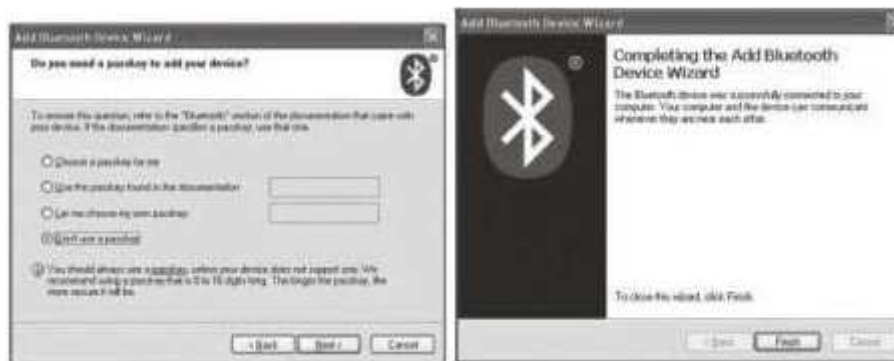 Add Bluetooth Device Wizard
Do you need a passkey to add your device?
To answer this question, refer to the "Bluetooth" section of the documentation that came with
your device. If the documentation specifies a passkey, use that one.
Choose a passkey for me
Use the passkey found in the documentation:
Let me choose my own passkey:
Don't use a passkey
You should always use a passkey, unless your device does not support one. We
recommend using a passkey that is 8 to 16 digits long. The longer the passkey, the
more secure it will be.
< Back
Next >
Cancel
Add Bluetooth Device Wizard
Completing the Add Bluetooth
Device Wizard
The Bluetooth device was successfully connected to your
computer. Your computer and the device can communicate
whenever they are near each other.
To close this wizard, click Finish.
< Back
Finish
Cancel